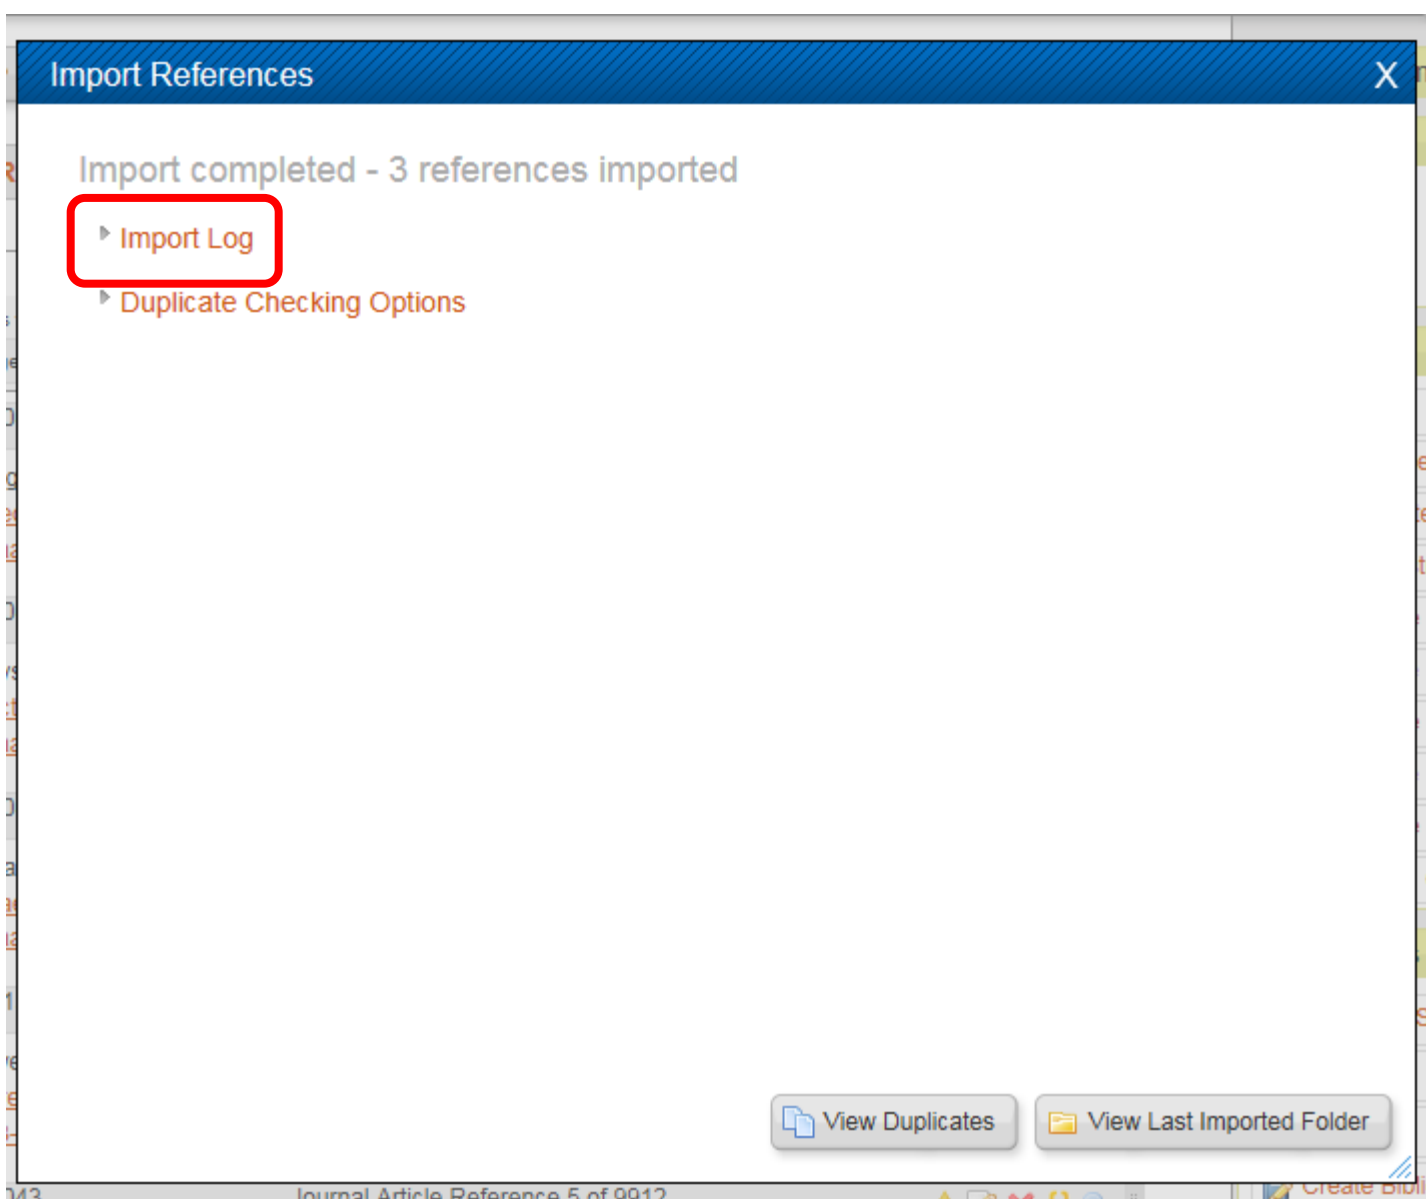 Import References X
Import completed - 3 references imported
Import Log
Duplicate Checking Options
View Duplicates View Last Imported Folder
Journal Article Reference 5 of 9912
Create